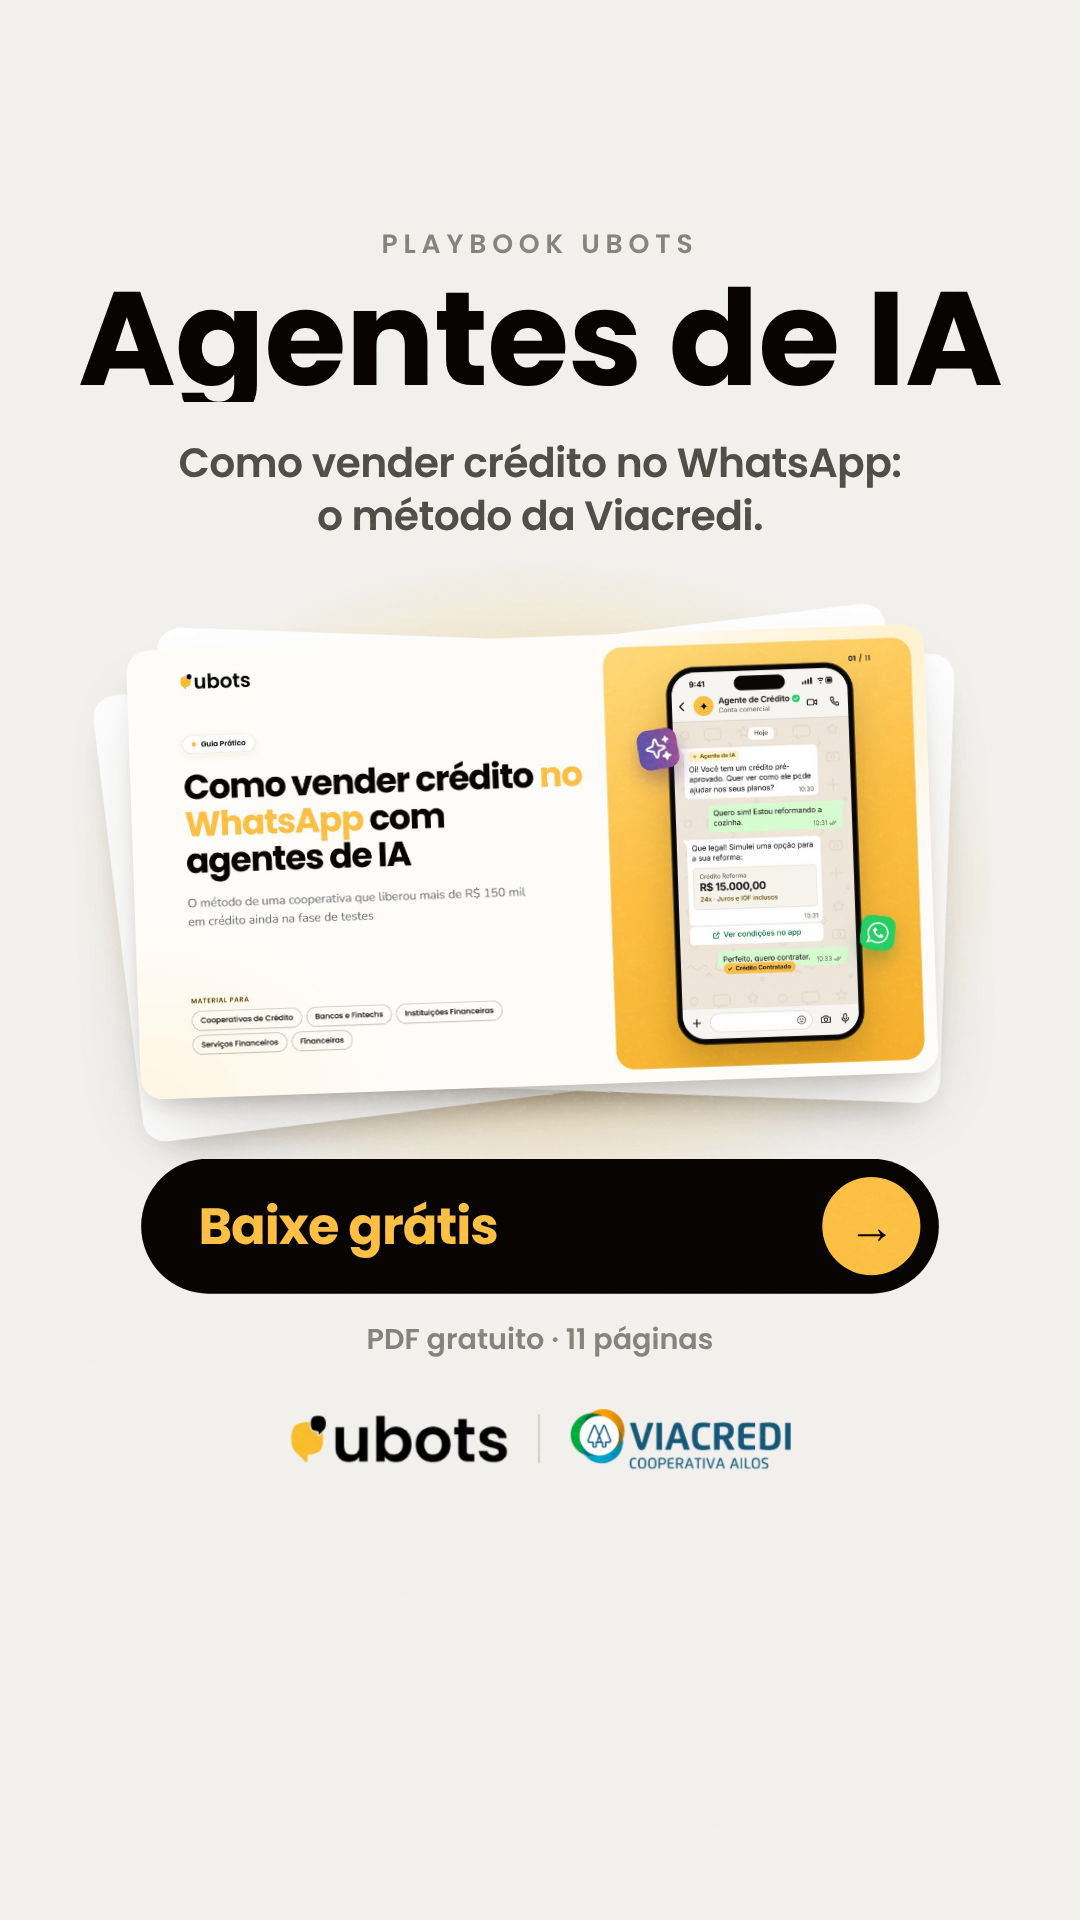 PLAYBOOK UBOTS
Agentes de IA
Como vender crédito no WhatsApp:
o método da Viacredi.
ubots
Guia Prático
Como vender crédito no
WhatsApp com
agentes de IA
O método de uma cooperativa que liberou mais de R$ 150 mil
em crédito ainda na fase de testes
MATERIAL PARA
Cooperativas de Crédito
Bancos e Fintechs
Instituições Financeiras
Serviços Financeiros
Financeiras
01 / 11
9:41
Agente de Crédito
Conta comercial
Hoje
Agente de IA
Oi! Você tem um crédito pré-
aprovado. Quer ver como ele pode
ajudar nos seus planos?
10:30
Quero sim! Estou reformando a
cozinha.
10:31
Que legal! Simulei uma opção para
a sua reforma:
Crédito Reforma
R$ 15.000,00
24x · Juros e IOF inclusos
10:31
Ver condições no app
Perfeito, quero contratar.
10:33
✓ Crédito Contratado
Baixe grátis
→
PDF gratuito · 11 páginas
ubots
VIACREDI
COOPERATIVA AILOS